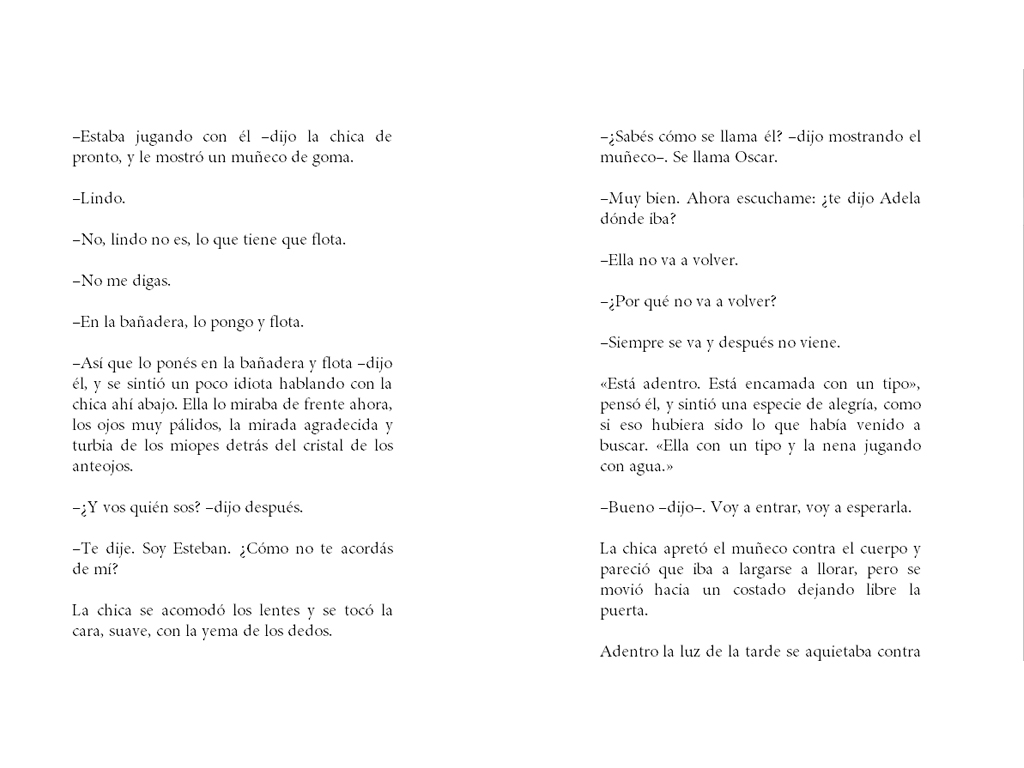 –Estaba jugando con él –dijo la chica de
pronto, y le mostró un muñeco de goma.
–Lindo.
–No, lindo no es, lo que tiene que flota.
–No me digas.
–En la bañadera, lo pongo y flota.
–Así que lo ponés en la bañadera y flota –dijo
él, y se sintió un poco idiota hablando con la
chica ahí abajo. Ella lo miraba de frente ahora,
los ojos muy pálidos, la mirada agradecida y
turbia de los miopes detrás del cristal de los
anteojos.
–¿Y vos quién sos? –dijo después.
–Te dije. Soy Esteban. ¿Cómo no te acordás
de mí?
La chica se acomodó los lentes y se tocó la
cara, suave, con la yema de los dedos.
–¿Sabés cómo se llama él? –dijo mostrando el
muñeco–. Se llama Oscar.
–Muy bien. Ahora escuchame: ¿te dijo Adela
dónde iba?
–Ella no va a volver.
–¿Por qué no va a volver?
–Siempre se va y después no viene.
«Está adentro. Está encamada con un tipo»,
pensó él, y sintió una especie de alegría, como
si eso hubiera sido lo que había venido a
buscar. «Ella con un tipo y la nena jugando
con agua.»
–Bueno –dijo–. Voy a entrar, voy a esperarla.
La chica apretó el muñeco contra el cuerpo y
pareció que iba a largarse a llorar, pero se
movió hacia un costado dejando libre la
puerta.
Adentro la luz de la tarde se aquietaba contra